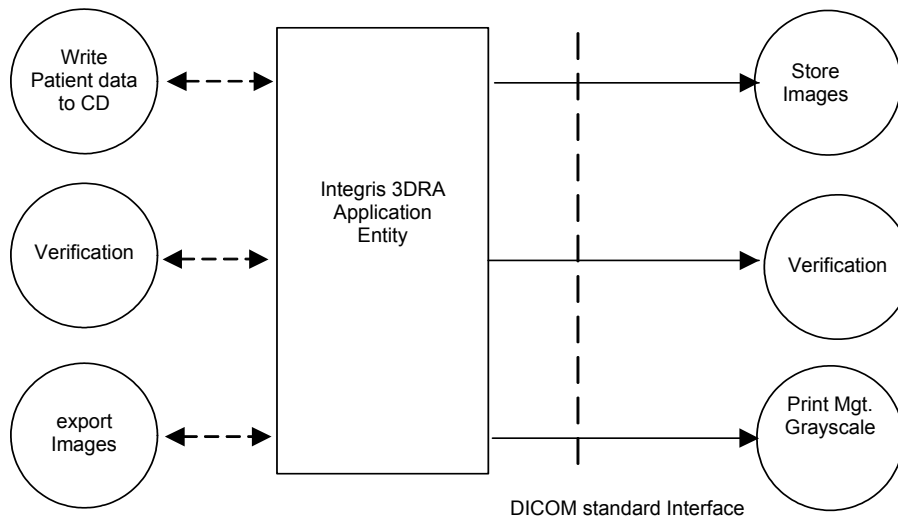 Write
Patient data
to CD
Integris 3DRA
Application
Entity
Store
Images
Verification
Verification
export
Images
Print Mgt.
Grayscale
DICOM standard Interface